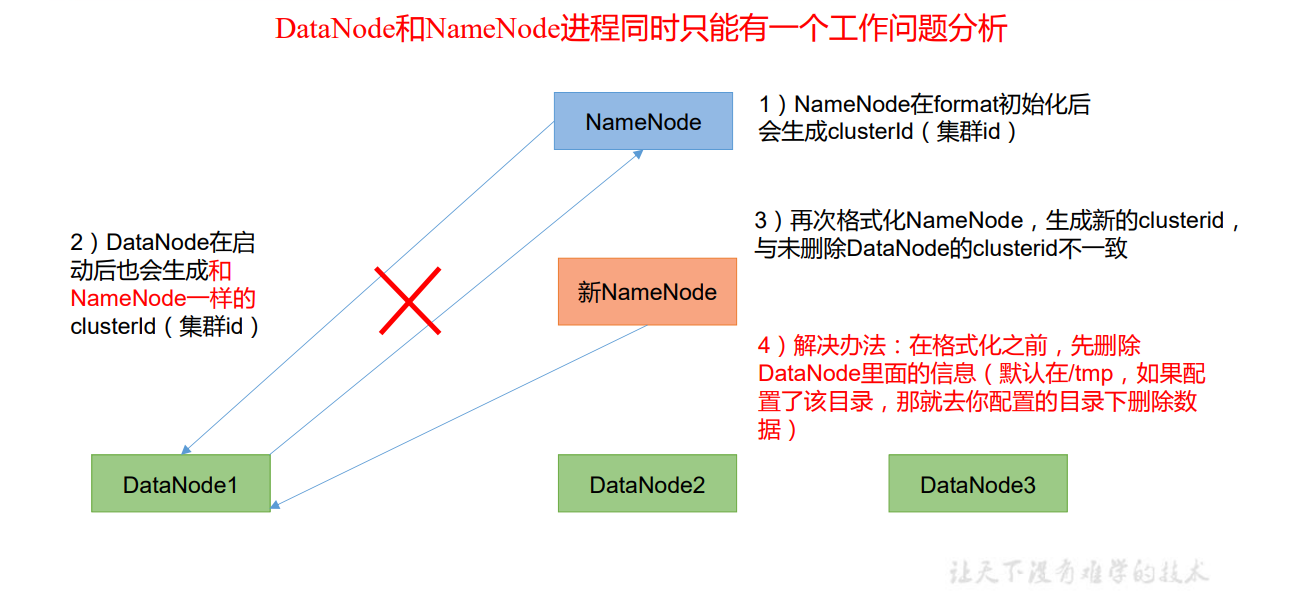 DataNode和NameNode进程同时只能有一个工作问题分析
NameNode
1）NameNode在format初始化后
会生成clusterId（集群id）
2）DataNode在启
动后也会生成和
NameNode一样的
clusterId（集群id）
3）再次格式化NameNode，生成新的clusterid，
与未删除DataNode的clusterid不一致
新NameNode
4）解决办法：在格式化之前，先删除
DataNode里面的信息（默认在/tmp，如果配
置了该目录，那就去你配置的目录下删除数
据）
DataNode1
DataNode2
DataNode3
让天下没有难学的技术